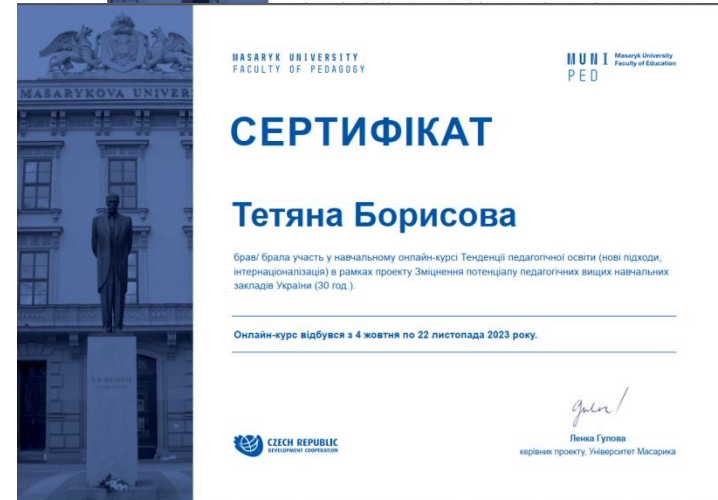 MASARYKOVA UNIVER
MASARYK UNIVERSITY
FACULTY OF PEDAGOGY
MUNI
PED
Masaryk University
Faculty of Education
СЕРТИФІКАТ
Тетяна Борисова
брав/ брала участь у навчальному онлайн-курсі Тенденції педагогічної освіти (нові підходи,
інтернаціоналізація) в рамках проекту Зміцнення потенціалу педагогічних вищих навчальних
закладів України (30 год.).
Онлайн-курс відбувся з 4 жовтня по 22 листопада 2023 року.
CZECH REPUBLIC
DEVELOPMENT COOPERATION
Ленка Гулова
керівник проекту, Університет Масарика